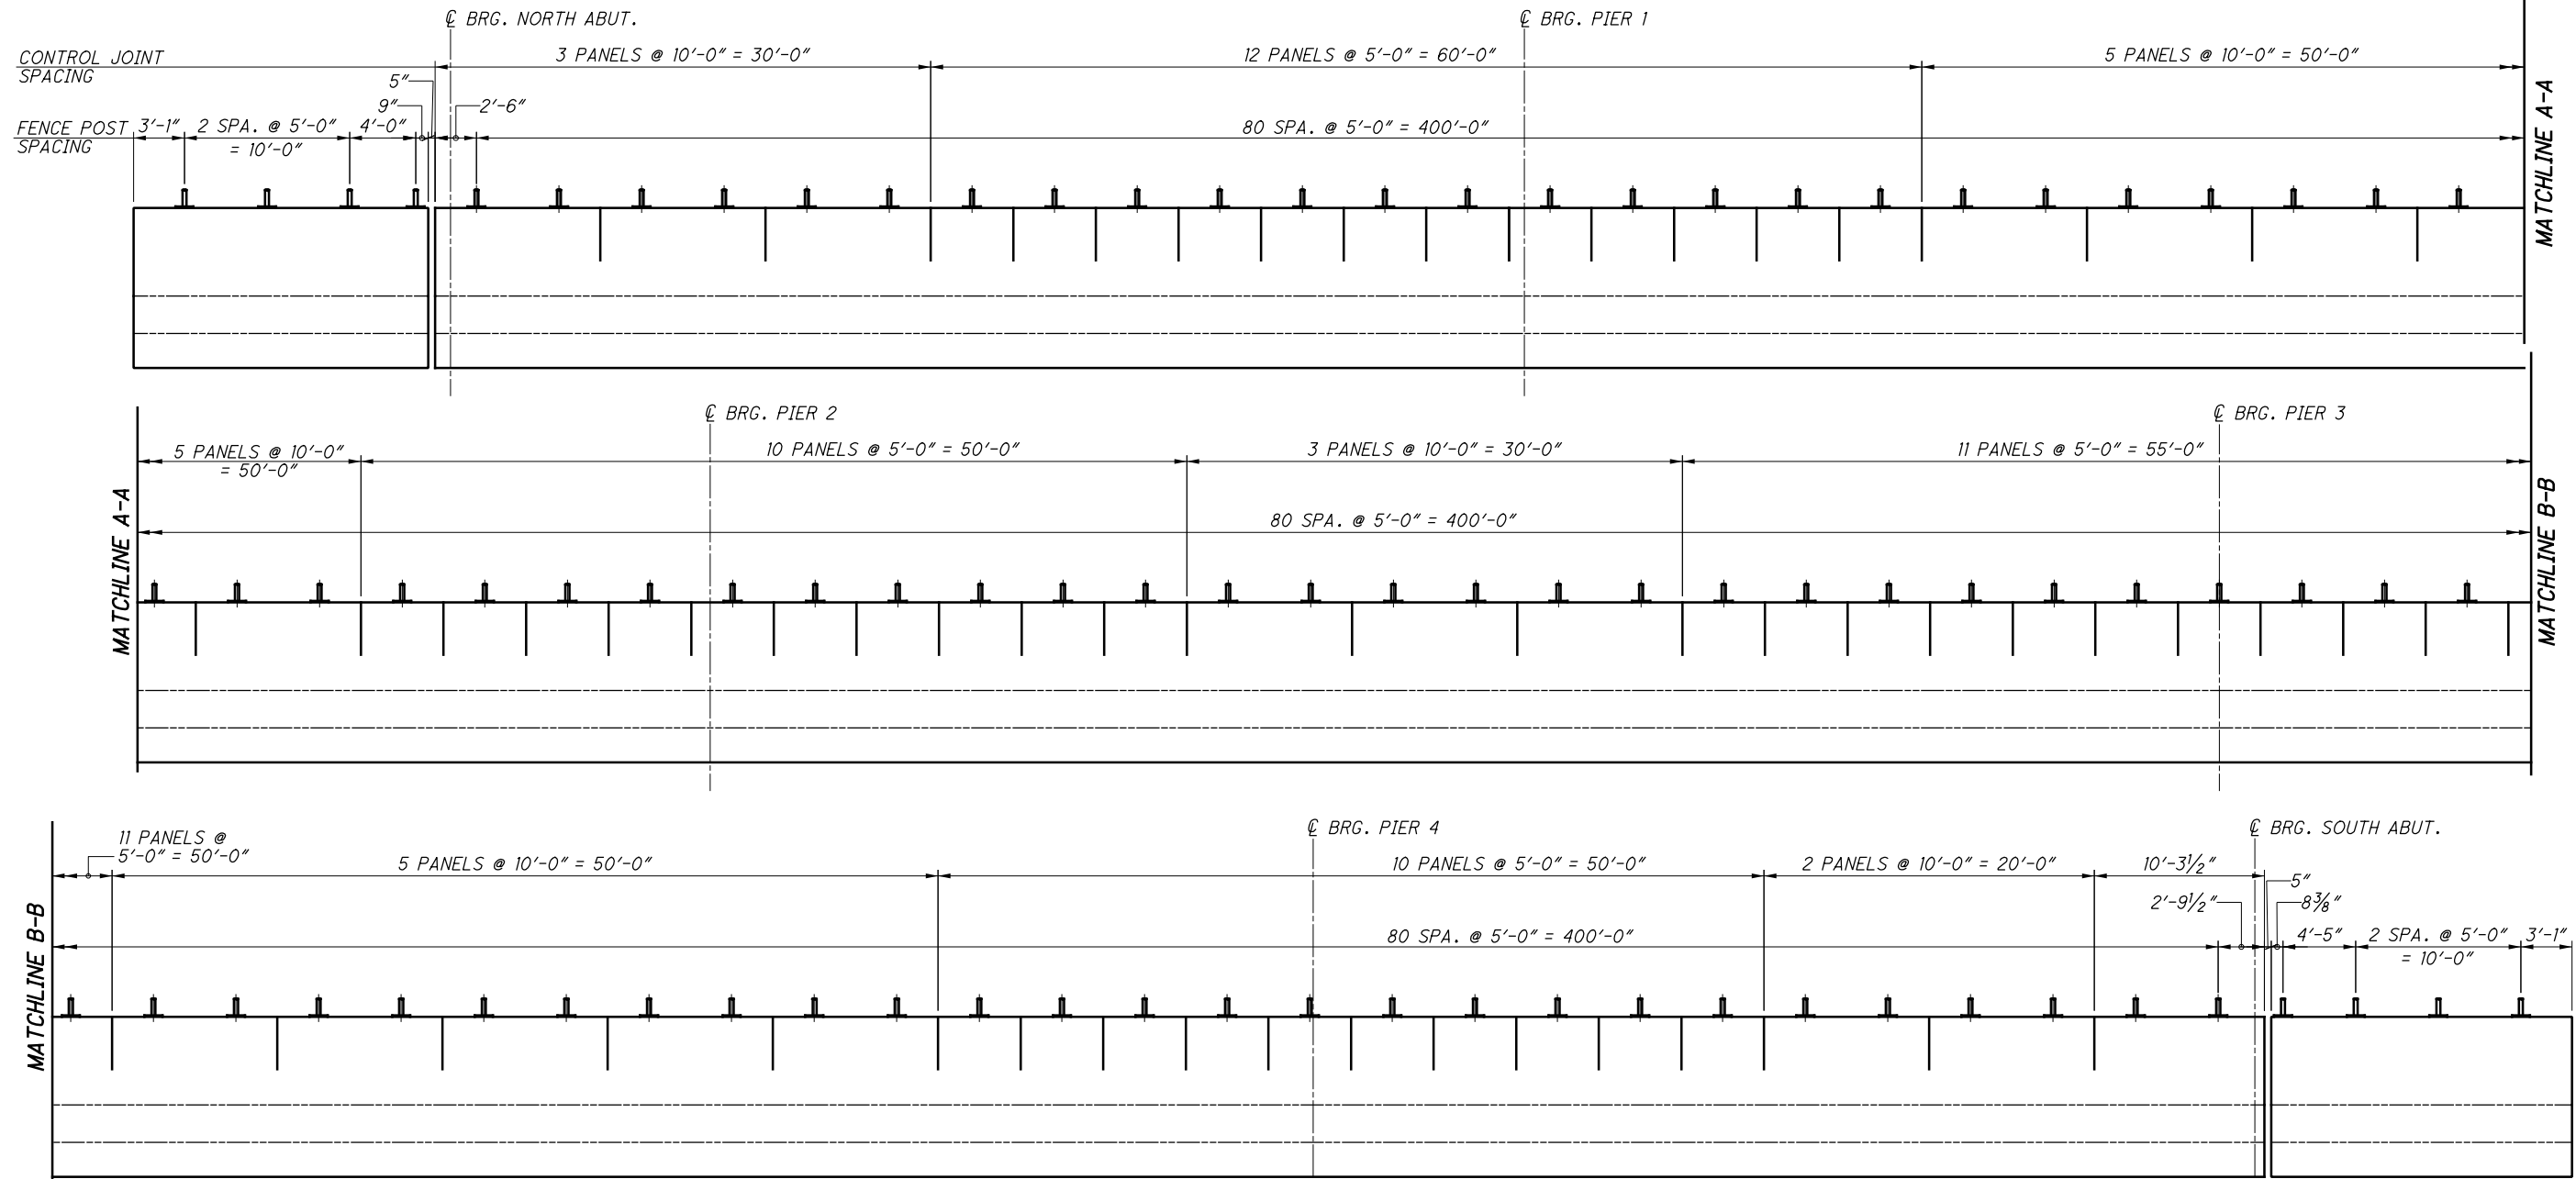 ℄ BRG. NORTH ABUT.
℄ BRG. PIER 1
CONTROL JOINT
SPACING
3 PANELS @ 10'-0" = 30'-0"
12 PANELS @ 5'-0" = 60'-0"
5 PANELS @ 10'-0" = 50'-0"
5"
9"
2'-6"
FENCE POST
SPACING
3'-1"
2 SPA. @ 5'-0"
= 10'-0"
4'-0"
80 SPA. @ 5'-0" = 400'-0"
MATCHLINE A-A
℄ BRG. PIER 2
℄ BRG. PIER 3
5 PANELS @ 10'-0"
= 50'-0"
10 PANELS @ 5'-0" = 50'-0"
3 PANELS @ 10'-0" = 30'-0"
11 PANELS @ 5'-0" = 55'-0"
80 SPA. @ 5'-0" = 400'-0"
MATCHLINE A-A
MATCHLINE B-B
℄ BRG. PIER 4
℄ BRG. SOUTH ABUT.
11 PANELS @
5'-0" = 50'-0"
5 PANELS @ 10'-0" = 50'-0"
10 PANELS @ 5'-0" = 50'-0"
2 PANELS @ 10'-0" = 20'-0"
10'-3½"
5"
2'-9½"
8⅜"
80 SPA. @ 5'-0" = 400'-0"
4'-5"
2 SPA. @ 5'-0"
= 10'-0"
3'-1"
MATCHLINE B-B